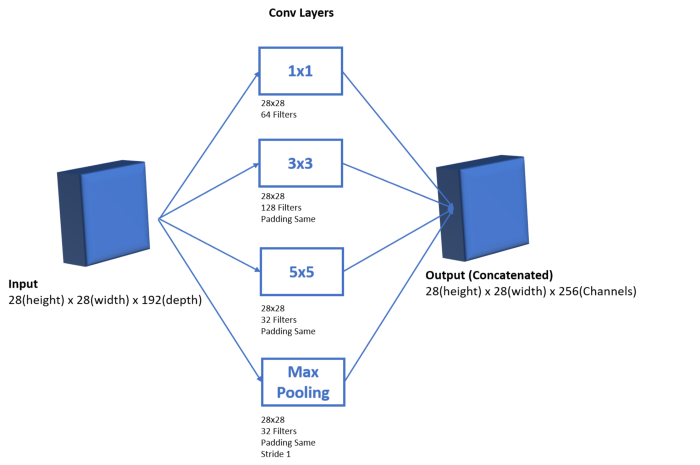 Conv Layers
1x1
28x28
64 Filters
3x3
28x28
128 Filters
Padding Same
5x5
28x28
32 Filters
Padding Same
Max
Pooling
28x28
32 Filters
Padding Same
Stride 1
Input
28(height) x 28(width) x 192(depth)
Output (Concatenated)
28(height) x 28(width) x 256(Channels)